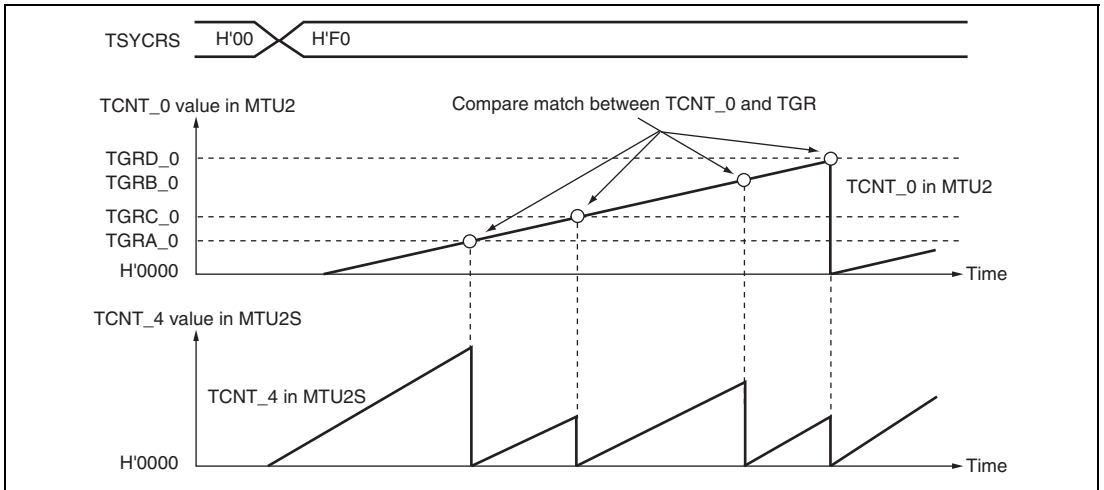 TSYCRS H'00 H'F0
TCNT_0 value in MTU2
Compare match between TCNT_0 and TGR
TGRD_0
TGRB_0
TCNT_0 in MTU2
TGRC_0
TGRA_0
H'0000
Time
TCNT_4 value in MTU2S
TCNT_4 in MTU2S
H'0000
Time